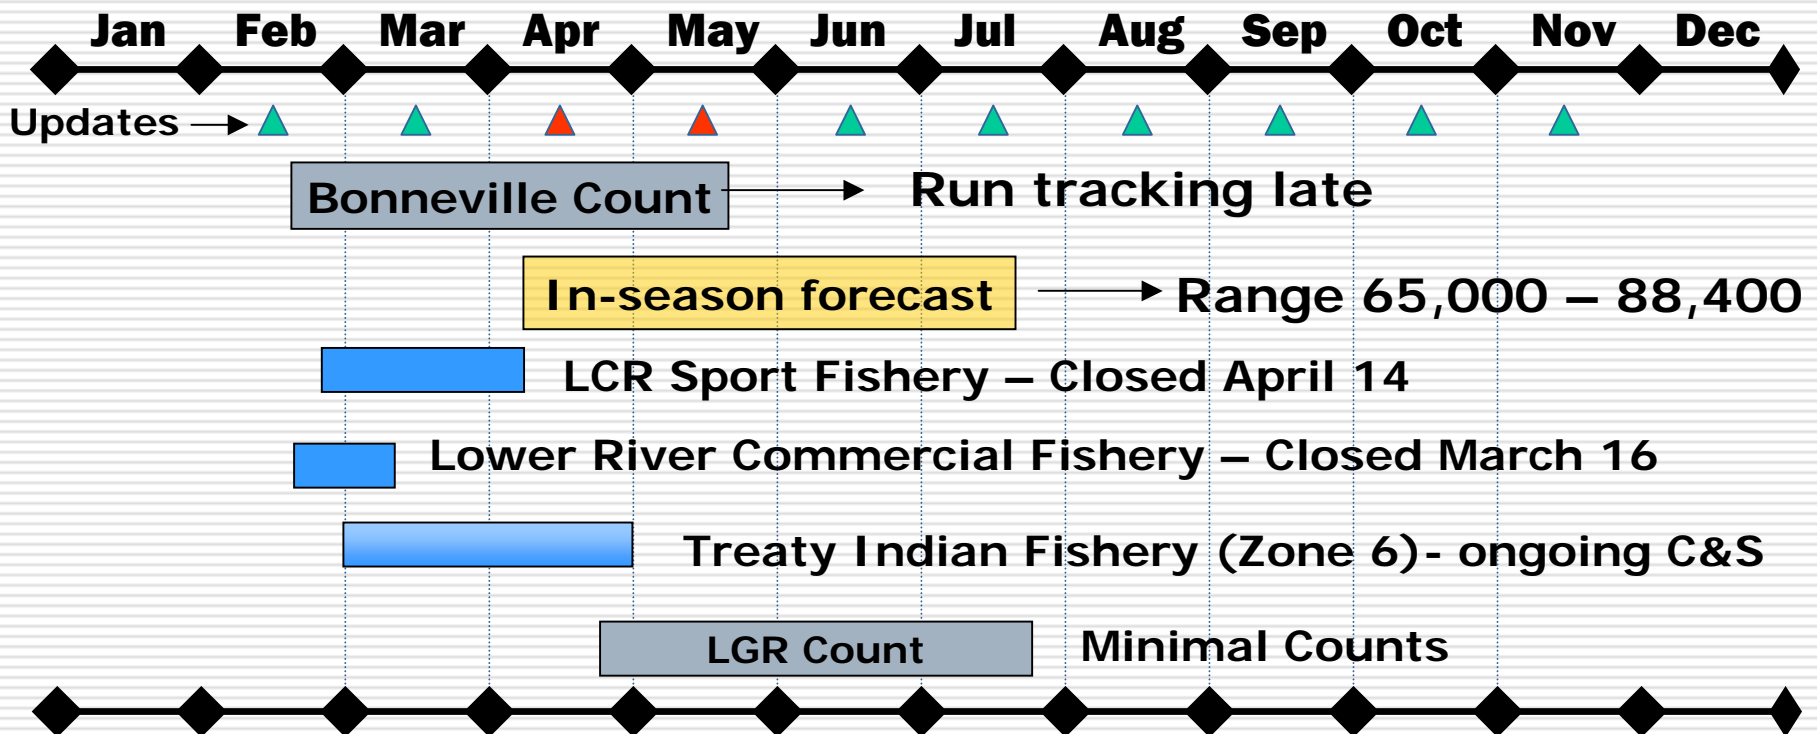 Jan Feb Mar Apr May Jun Jul Aug Sep Oct Nov Dec
Updates
Bonneville Count Run tracking late
In-season forecast Range 65,000 – 88,400
LCR Sport Fishery – Closed April 14
Lower River Commercial Fishery – Closed March 16
Treaty Indian Fishery (Zone 6)- ongoing C&S
LGR Count Minimal Counts